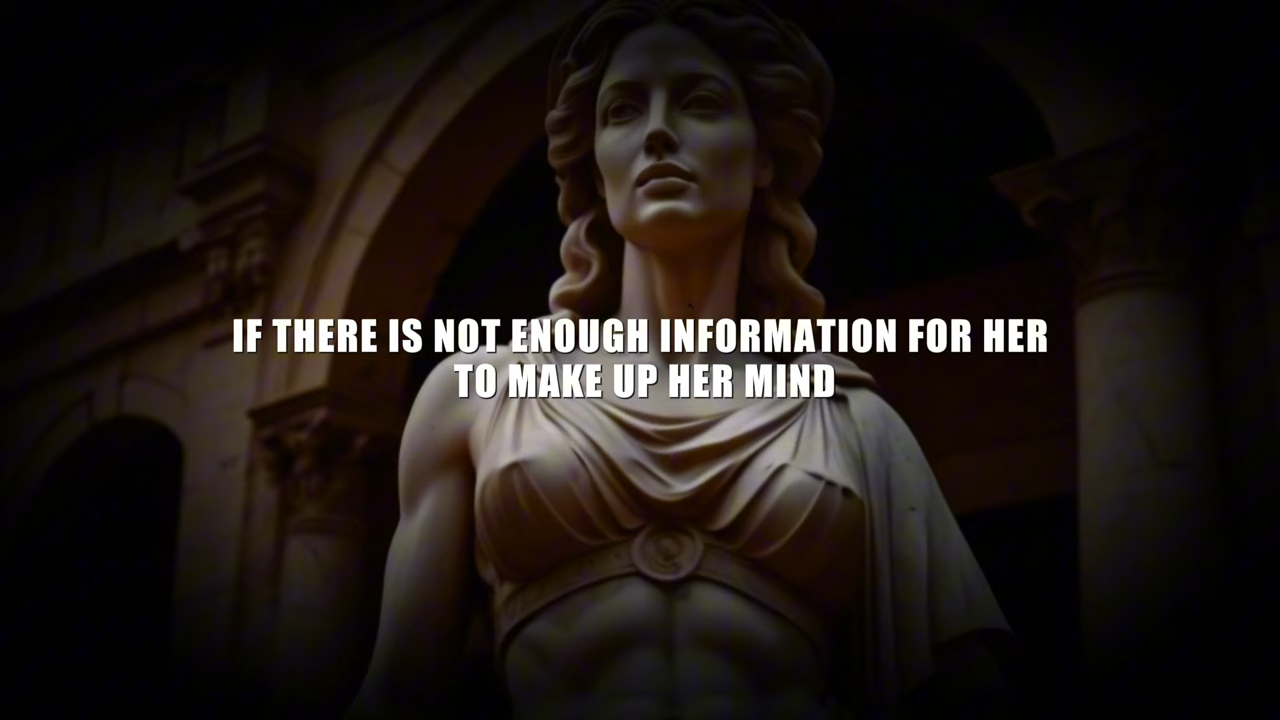 IF THERE IS NOT ENOUGH INFORMATION FOR HER
TO MAKE UP HER MIND